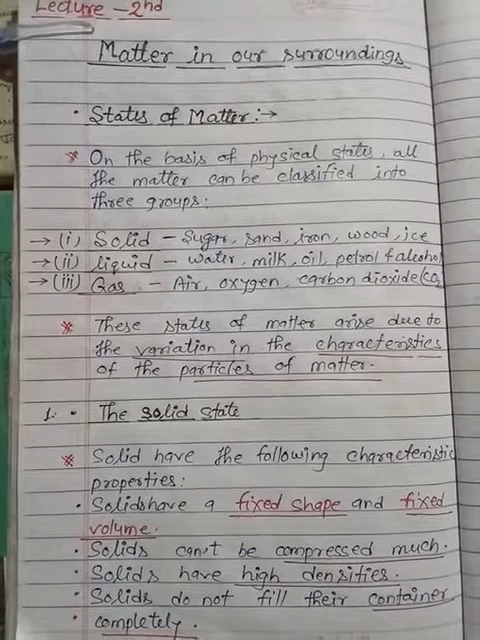 Lecture - 2nd
Matter in our surroundings
• States of Matter:→
* On the basis of physical states, all
the matter can be classified into
three groups:
→ (i) Solid - Sugar, sand, iron, wood, ice
→ (ii) liquid - water, milk, oil, petrol & alcohol
→ (iii) Gas - Air, oxygen, carbon dioxide (CO2
* These states of matter arise due to
the variation in the characteristics
of the particles of matter.
1. • The solid state
* Solid have the following characteristic
properties:
• Solids have a fixed shape and fixed
volume.
• Solids can't be compressed much.
• Solids have high densities.
• Solids do not fill their container
• completely.